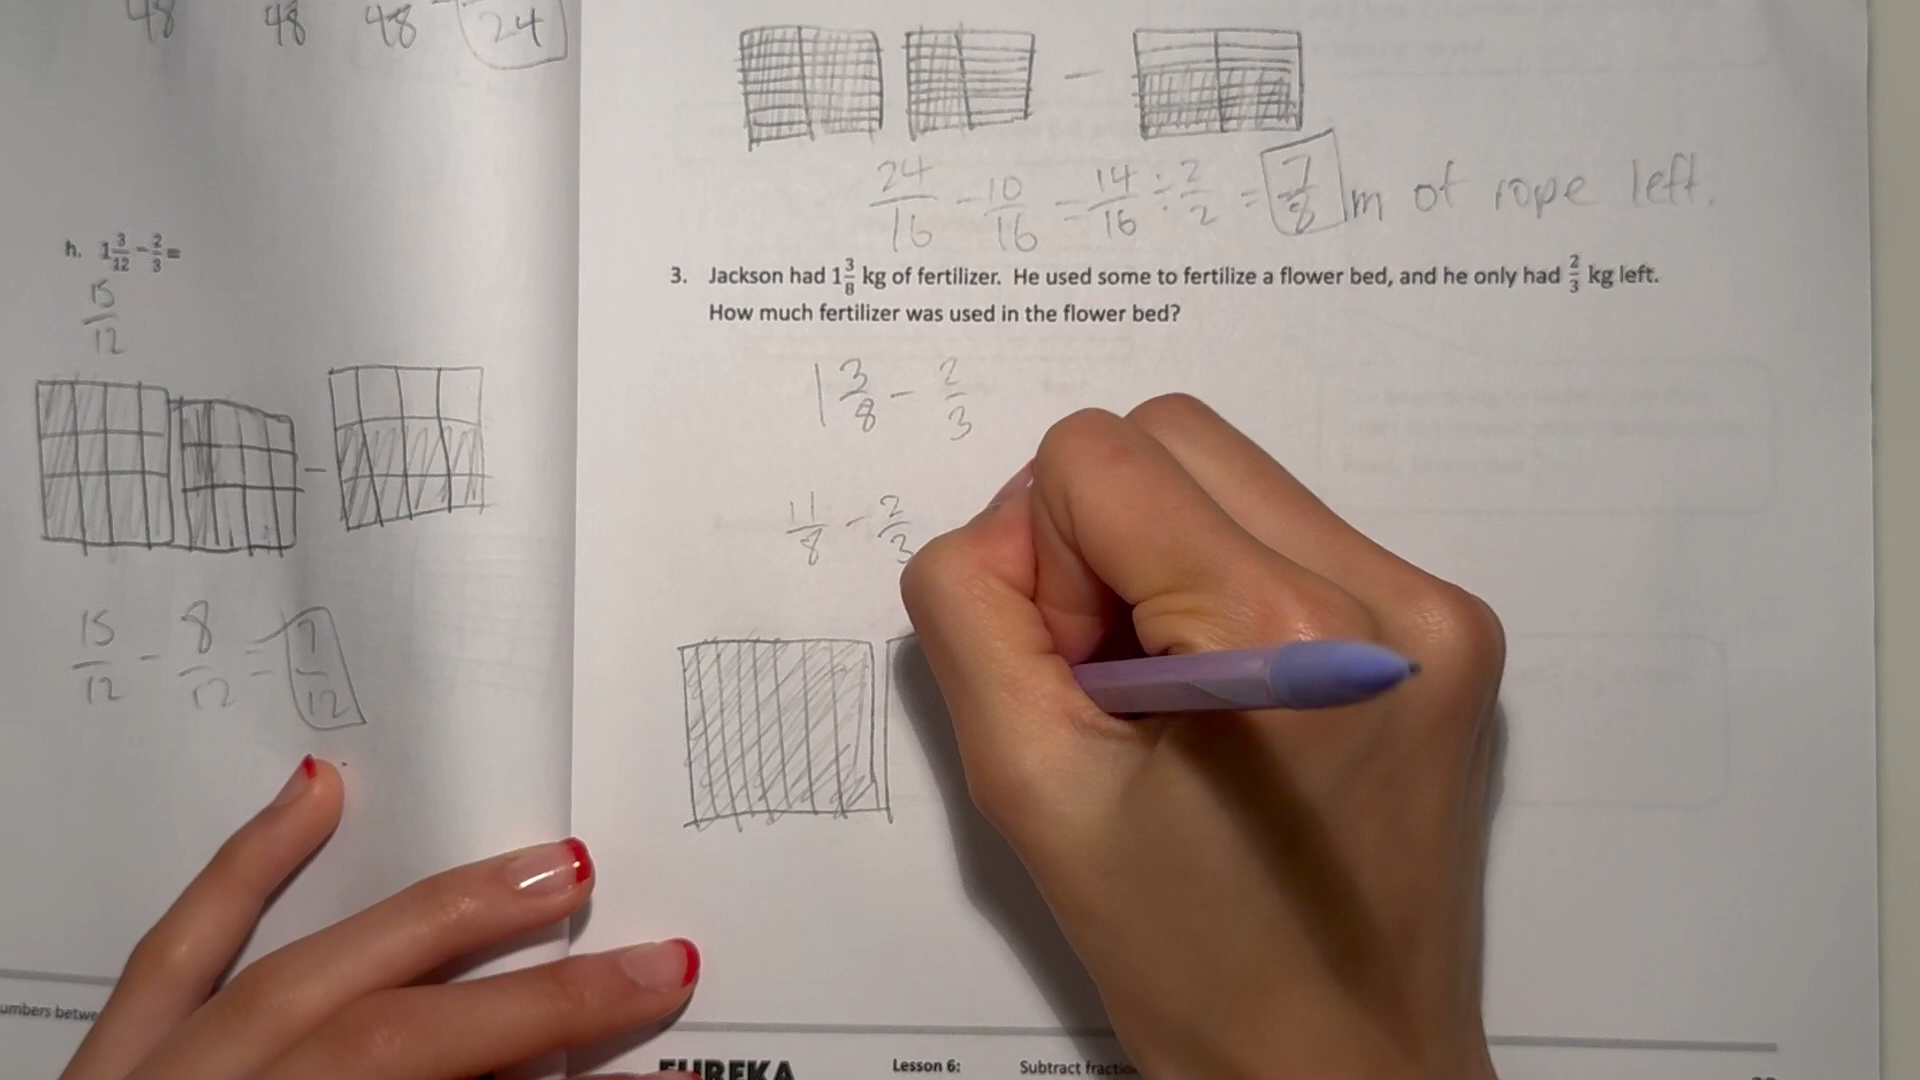 48 48 48 24
h. 1 3/12 - 2/3 =
15/12
-
15/12 - 8/12 = 7/12
umbers betwe
-
24/16 - 10/16 = 14/16 ÷ 2/2 = 7/8 m of rope left.
3. Jackson had 1 3/8 kg of fertilizer. He used some to fertilize a flower bed, and he only had 2/3 kg left.
How much fertilizer was used in the flower bed?
1 3/8 - 2/3
11/8 - 2/3
EUREKA
Lesson 6: Subtract fractio